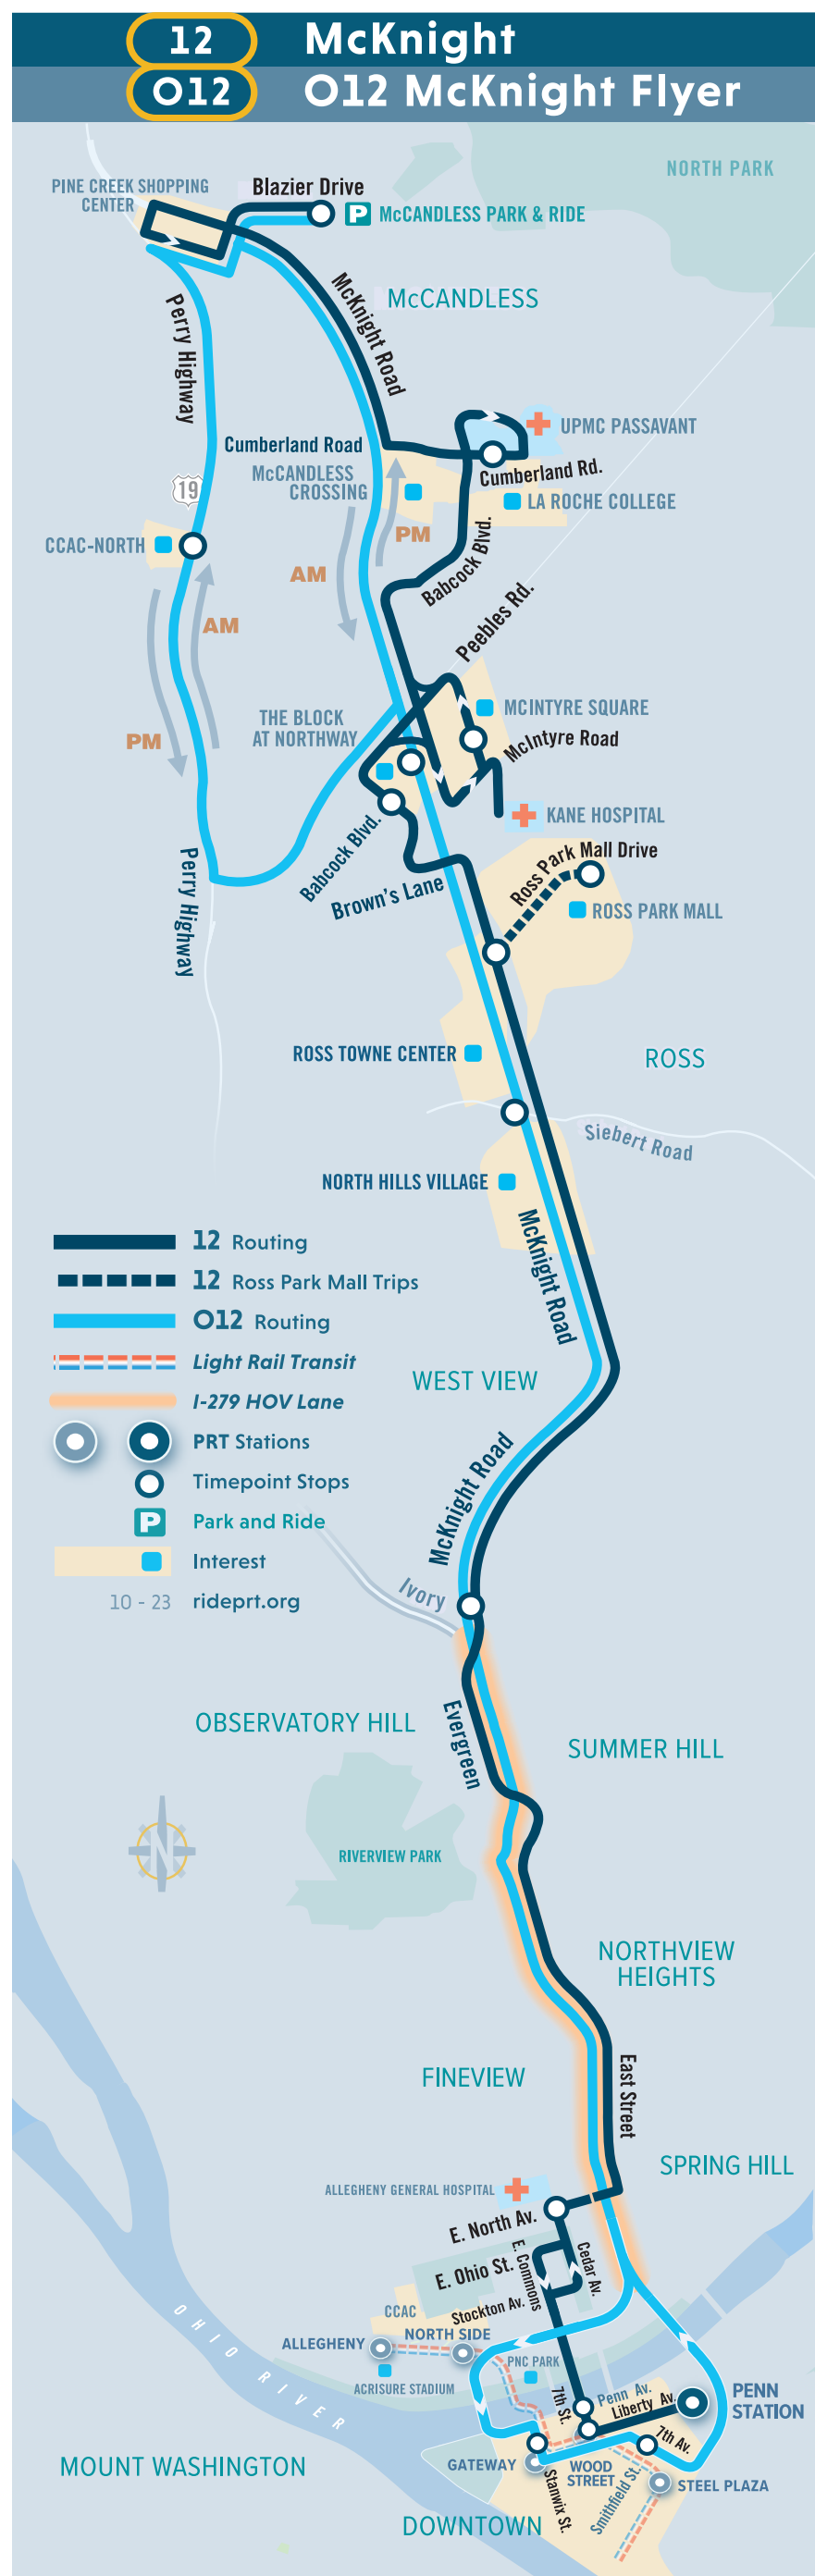 12 McKnight
O12 O12 McKnight Flyer
NORTH PARK
PINE CREEK SHOPPING
CENTER
Blazier Drive
P McCANDLESS PARK & RIDE
McKnight Road
McCANDLESS
Perry Highway
UPMC PASSAVANT
Cumberland Road
Cumberland Rd.
McCANDLESS
CROSSING
19
LA ROCHE COLLEGE
PM
CCAC-NORTH
AM
Babcock Blvd.
AM
Peebles Rd.
THE BLOCK
AT NORTHWAY
MCINTYRE SQUARE
PM
McIntyre Road
KANE HOSPITAL
Babcock Blvd.
Ross Park Mall Drive
Brown's Lane
Perry Highway
ROSS PARK MALL
ROSS TOWNE CENTER
ROSS
Siebert Road
NORTH HILLS VILLAGE
McKnight Road
12 Routing
12 Ross Park Mall Trips
O12 Routing
Light Rail Transit
I-279 HOV Lane
PRT Stations
Timepoint Stops
P Park and Ride
Interest
10 - 23 rideprt.org
WEST VIEW
McKnight Road
Ivory
OBSERVATORY HILL
Evergreen
SUMMER HILL
N
RIVERVIEW PARK
NORTHVIEW
HEIGHTS
FINEVIEW
East Street
SPRING HILL
ALLEGHENY GENERAL HOSPITAL
E. North Av.
E. Ohio St.
E. Commons
Cedar Av.
Stockton Av.
CCAC
OHIO RIVER
ALLEGHENY
NORTH SIDE
PNC PARK
ACRISURE STADIUM
7th St.
Penn Av.
Liberty Av.
PENN
STATION
7th Av.
MOUNT WASHINGTON
GATEWAY
WOOD
STREET
Stanwix St.
Smithfield St.
STEEL PLAZA
DOWNTOWN